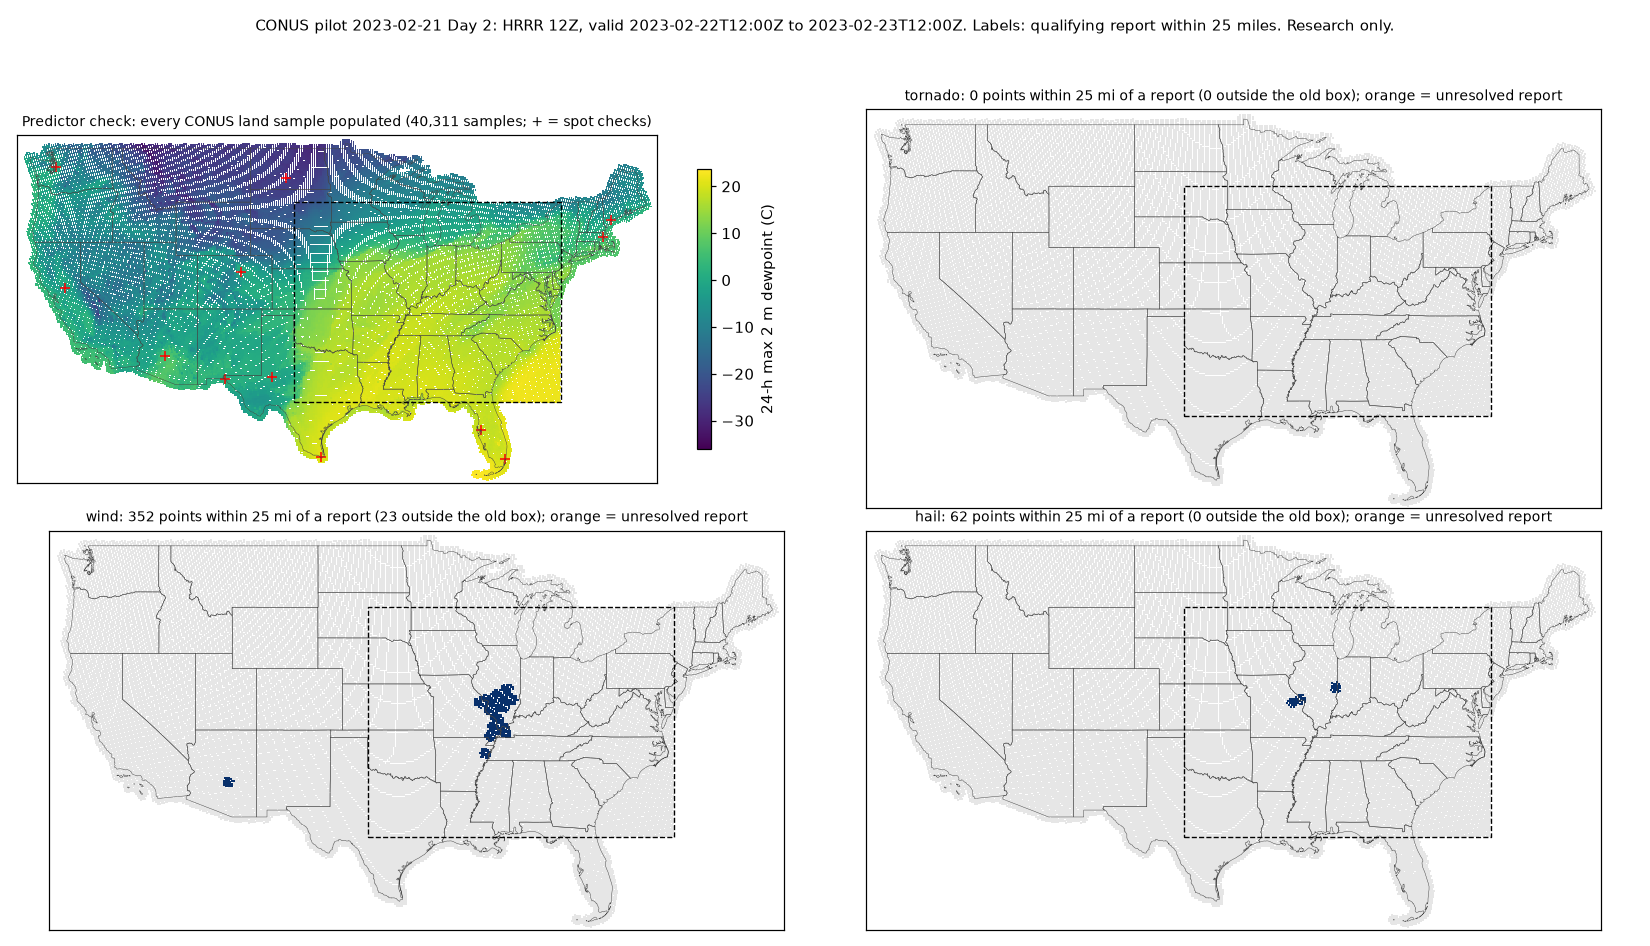 CONUS pilot 2023-02-21 Day 2: HRRR 12Z, valid 2023-02-22T12:00Z to 2023-02-23T12:00Z. Labels: qualifying report within 25 miles. Research only.
Predictor check: every CONUS land sample populated (40,311 samples; + = spot checks)
20
10
0
−10
−20
−30
24-h max 2 m dewpoint (C)
tornado: 0 points within 25 mi of a report (0 outside the old box); orange = unresolved report
wind: 352 points within 25 mi of a report (23 outside the old box); orange = unresolved report
hail: 62 points within 25 mi of a report (0 outside the old box); orange = unresolved report